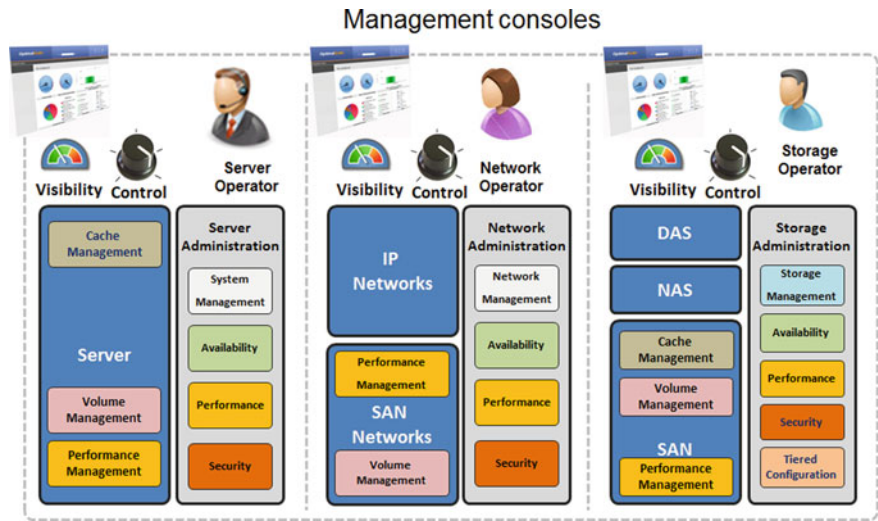 Management consoles
Visibility
Control
Server
Operator
Cache
Management
Server
Volume
Management
Performance
Management
Server
Administration
System
Management
Availability
Performance
Security
Visibility
Control
Network
Operator
IP
Networks
Performance
Management
SAN
Networks
Volume
Management
Network
Administration
Network
Management
Availability
Performance
Security
Visibility
Control
Storage
Operator
DAS
NAS
Cache
Management
Volume
Management
SAN
Performance
Management
Storage
Administration
Storage
Management
Availability
Performance
Security
Tiered
Configuration